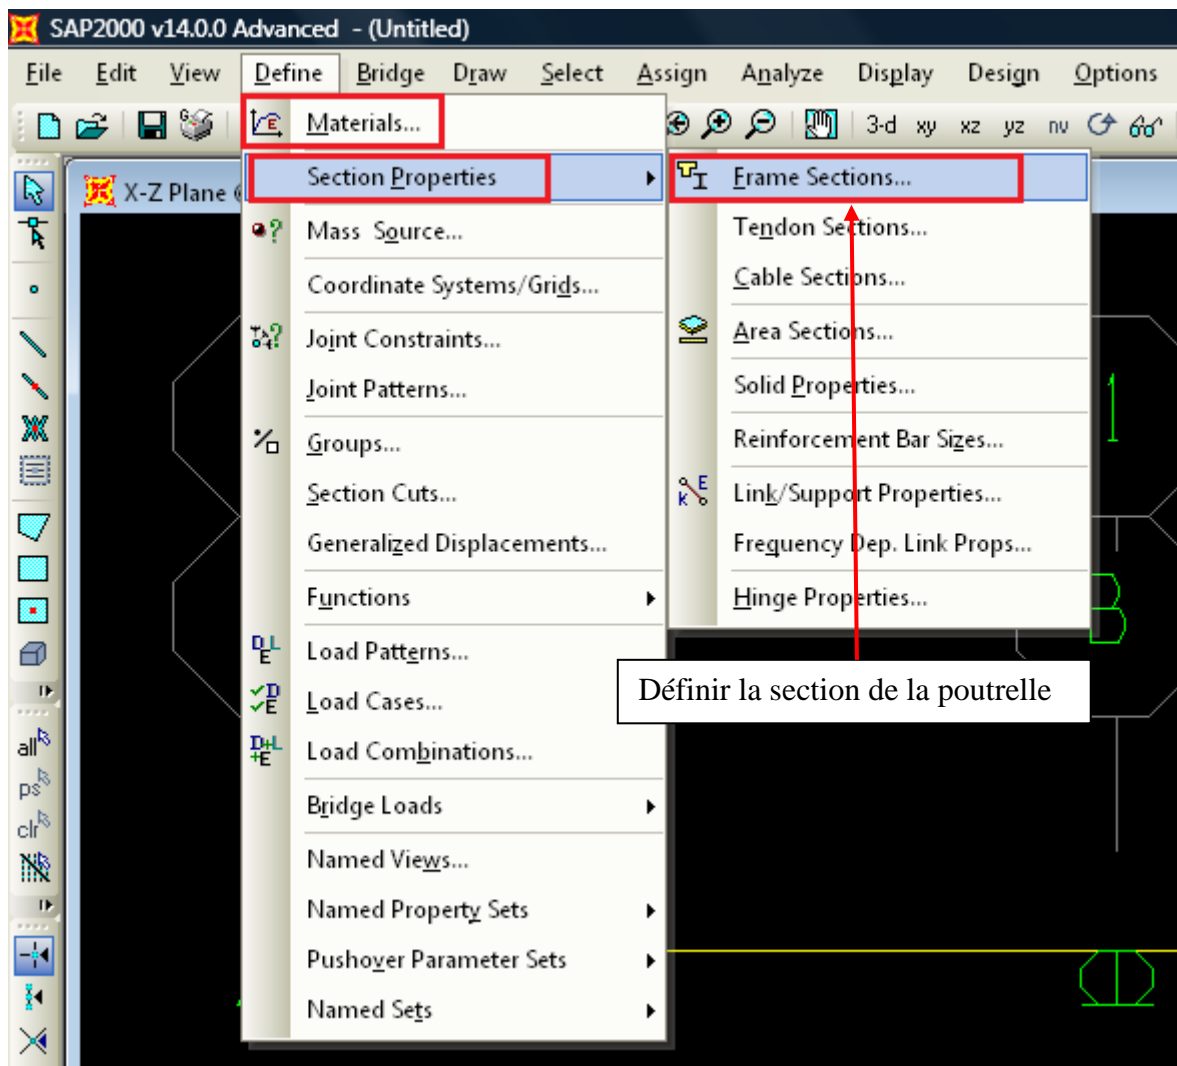 SAP2000 v14.0.0 Advanced - (Untitled)
File Edit View Define Bridge Draw Select Assign Analyze Display Design Options
Materials...
3-d xy xz yz nv
X-Z Plane
Section Properties
Frame Sections...
Mass Source...
Tendon Sections...
Coordinate Systems/Grids...
Cable Sections...
Joint Constraints...
Area Sections...
Joint Patterns...
Solid Properties...
1
Groups...
Reinforcement Bar Sizes...
Section Cuts...
Link/Support Properties...
Generalized Displacements...
Frequency Dep. Link Props...
Functions
Hinge Properties...
B
Load Patterns...
Définir la section de la poutrelle
Load Cases...
all
Load Combinations...
ps
Bridge Loads
clr
Named Views...
Named Property Sets
Pushover Parameter Sets
Named Sets